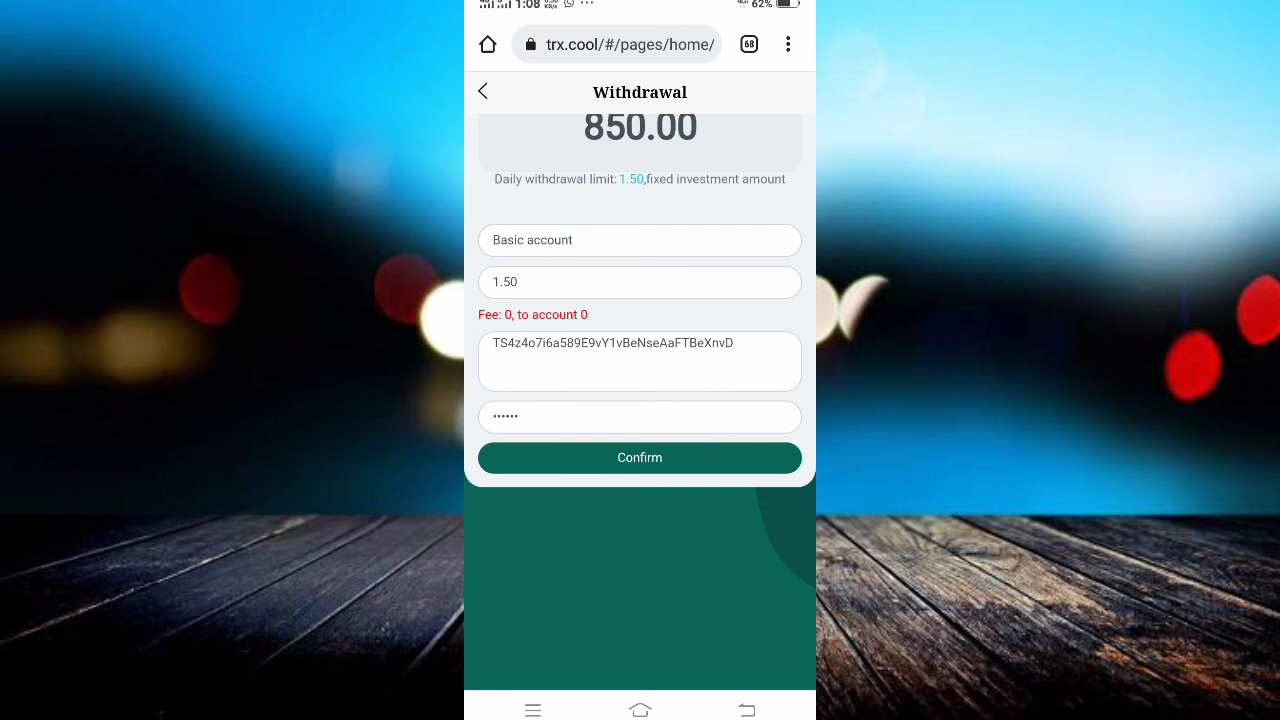 1:08
62%
trx.cool/#/pages/home/
68
Withdrawal
850.00
Daily withdrawal limit: 1.50,fixed investment amount
Basic account
1.50
Fee: 0, to account 0
TS4z4o7i6a589E9vY1vBeNseAaFTBeXnvD
••••••
Confirm